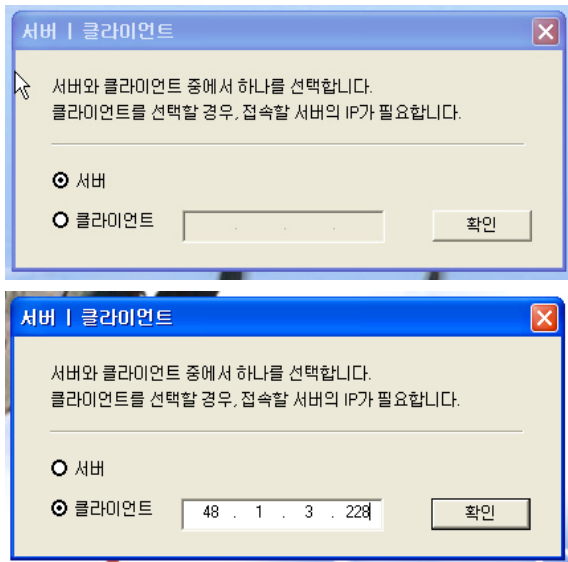 서버 | 클라이언트
서버와 클라이언트 중에서 하나를 선택합니다.
클라이언트를 선택할 경우, 접속할 서버의 IP가 필요합니다.
서버
클라이언트 . . . 확인
서버 | 클라이언트
서버와 클라이언트 중에서 하나를 선택합니다.
클라이언트를 선택할 경우, 접속할 서버의 IP가 필요합니다.
서버
클라이언트 48 . 1 . 3 . 228 확인